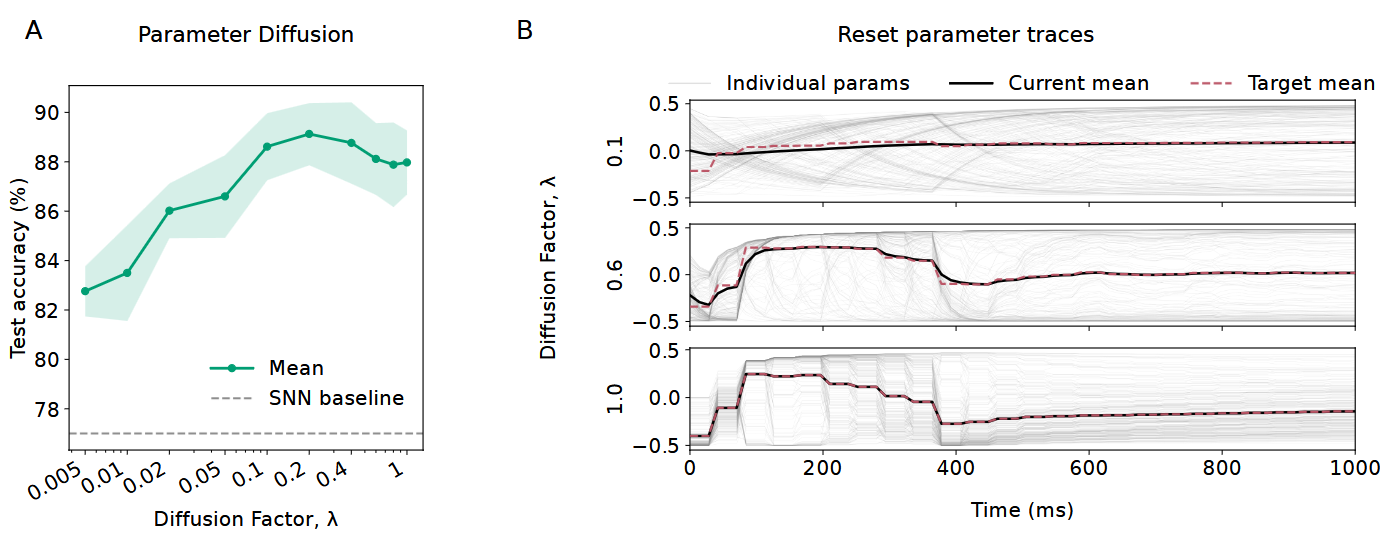 A
Parameter Diffusion
Test accuracy (%)
90
88
86
84
82
80
78
Mean
SNN baseline
0.005
0.01
0.02
0.05
0.1
0.2
0.4
1
Diffusion Factor, λ
B
Reset parameter traces
Individual params
Current mean
Target mean
Diffusion Factor, λ
0.1
0.5
0.0
−0.5
0.6
0.5
0.0
−0.5
1.0
0.5
0.0
−0.5
0
200
400
600
800
1000
Time (ms)